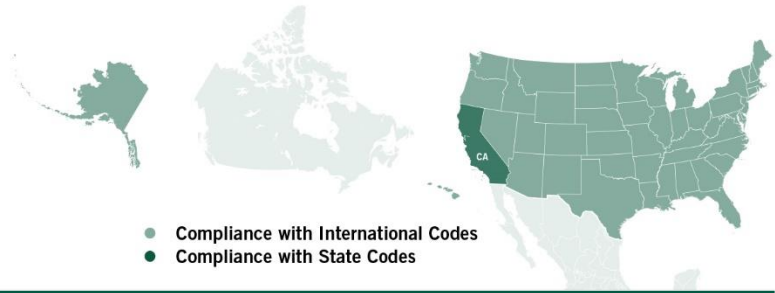 CA
Compliance with International Codes
Compliance with State Codes